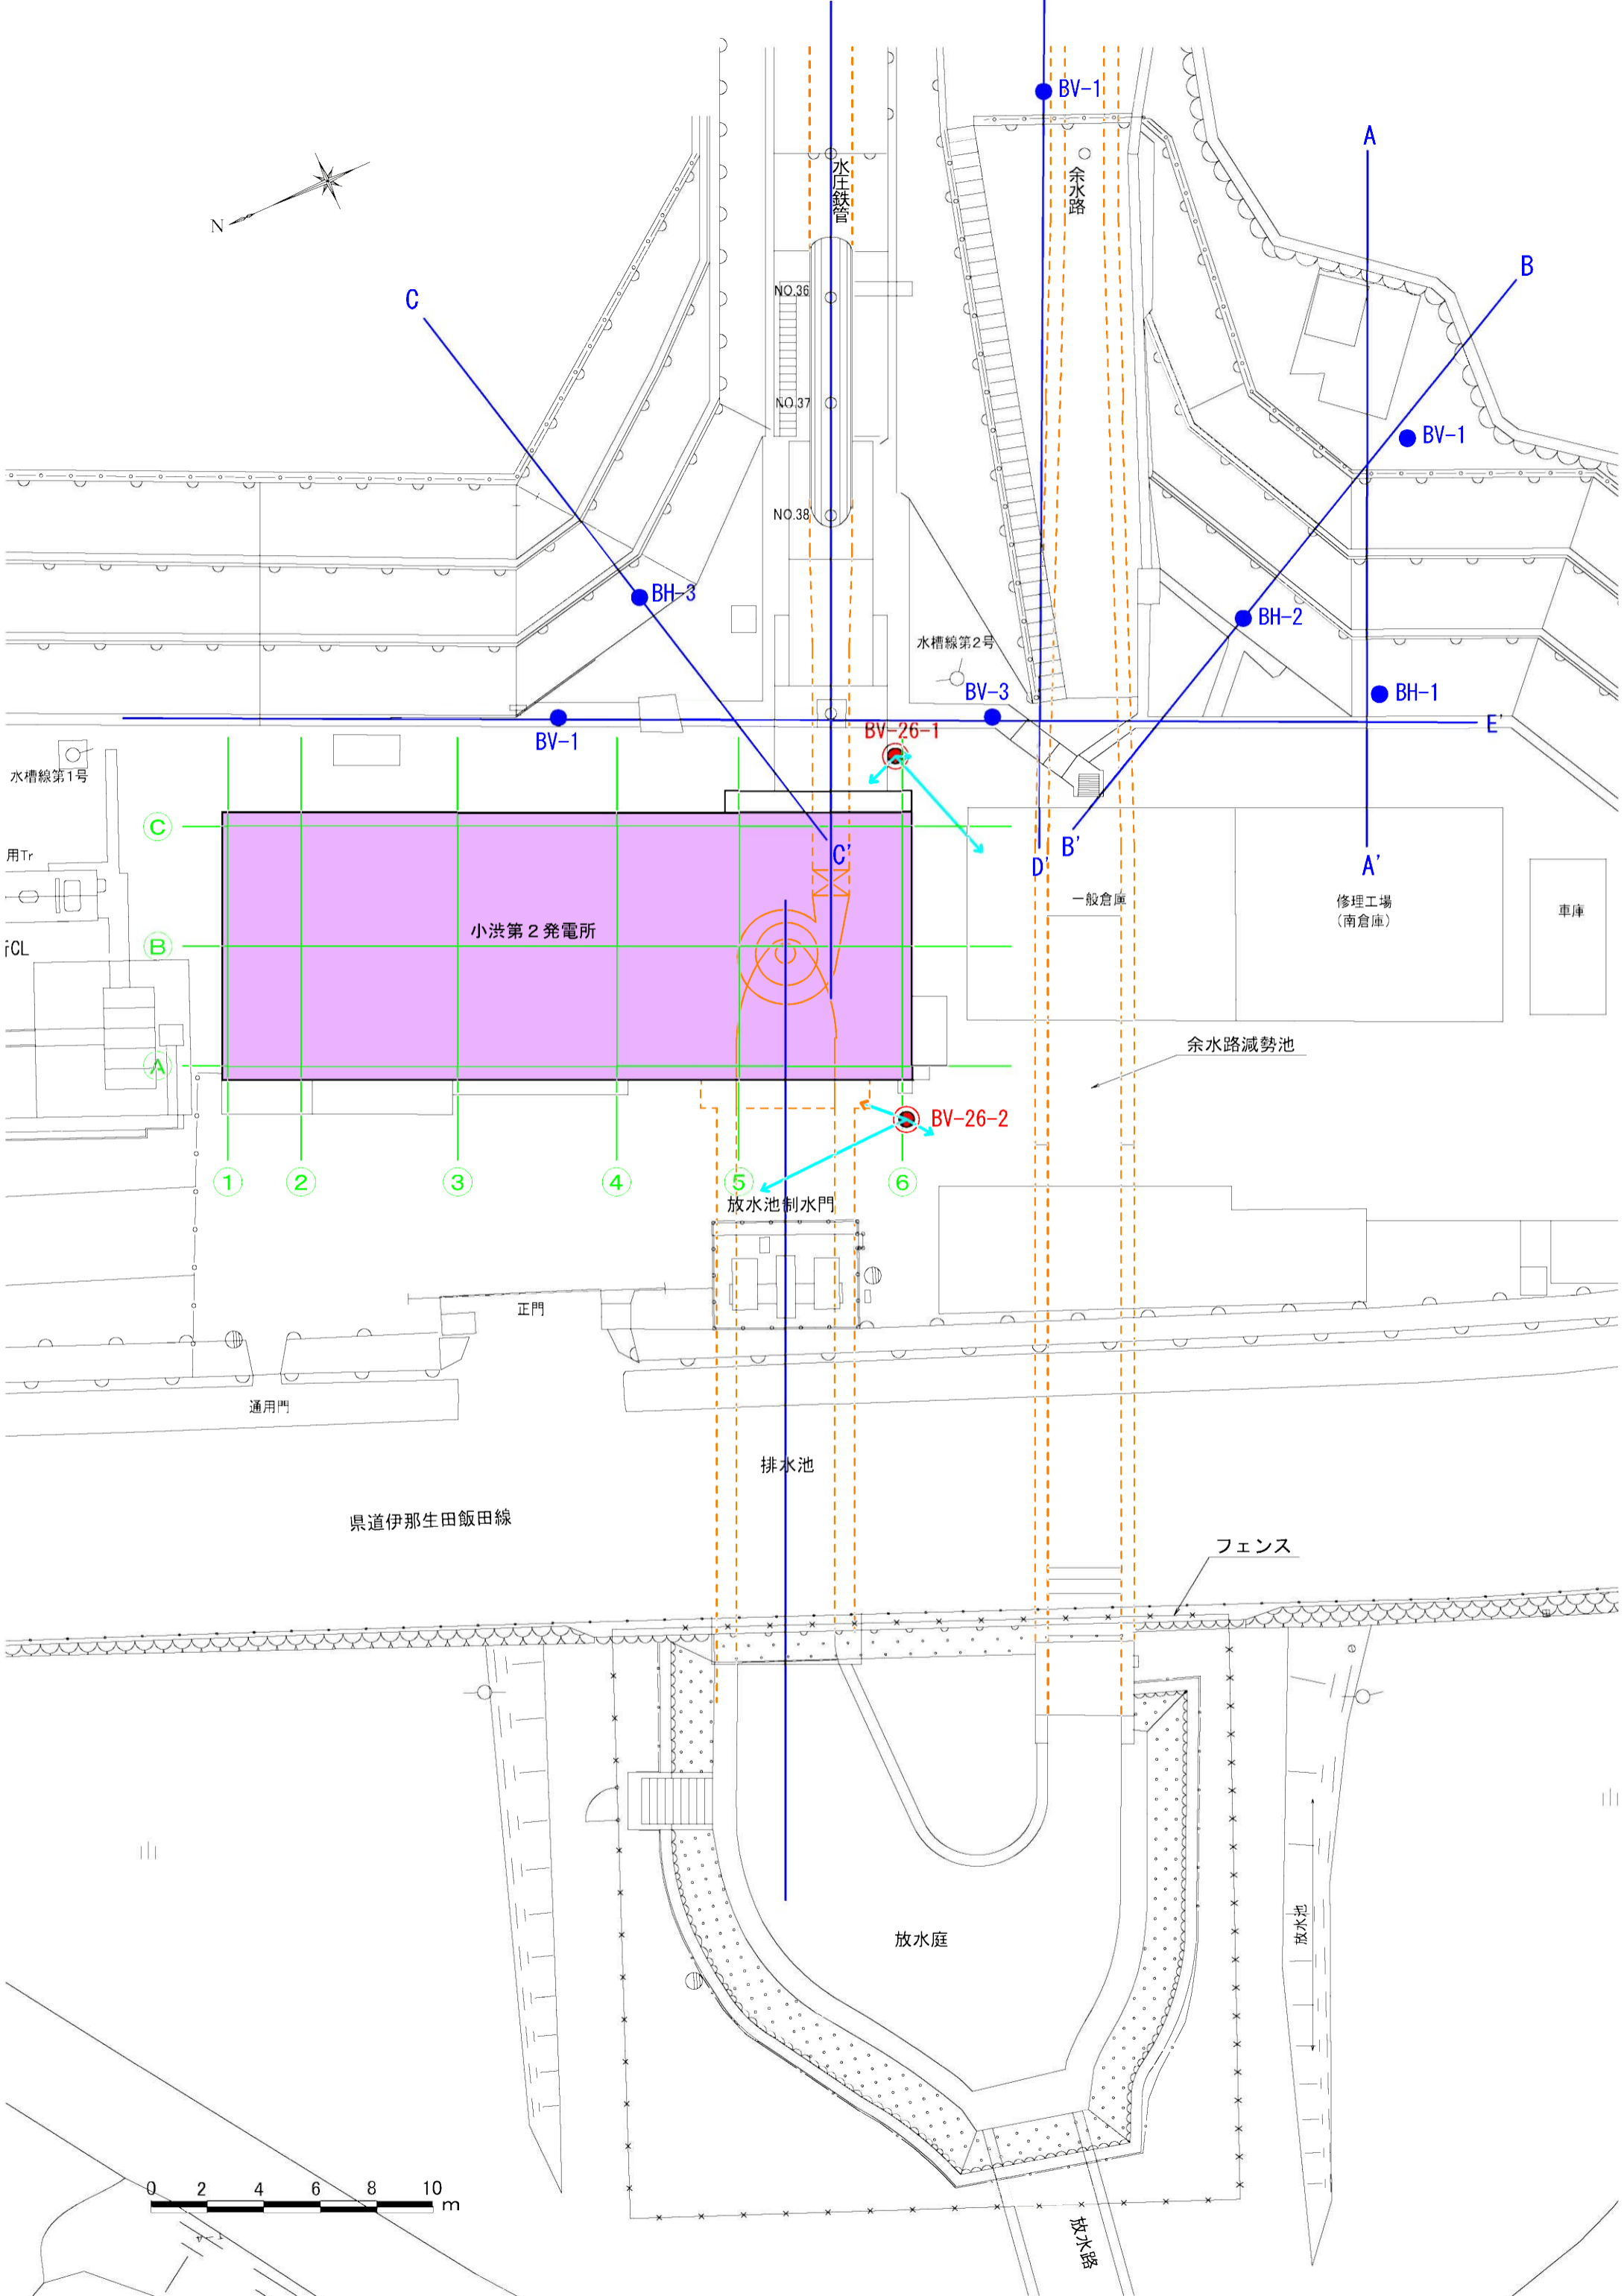 BV-1
A
水圧鉄管
余水路
N
B
C
NO.36
NO.37
BV-1
NO.38
BH-3
BH-2
水槽線第2号
BV-3
BH-1
BV-1
BV-26-1
E'
水槽線第1号
C
用Tr
C'
D'
B'
A'
一般倉庫
修理工場
(南倉庫)
車庫
小渋第2発電所
B
CL
余水路減勢池
A
BV-26-2
1
2
3
4
5
6
放水池制水門
正門
通用門
排水池
県道伊那生田飯田線
フェンス
放水庭
放水池
0 2 4 6 8 10
m
放水路